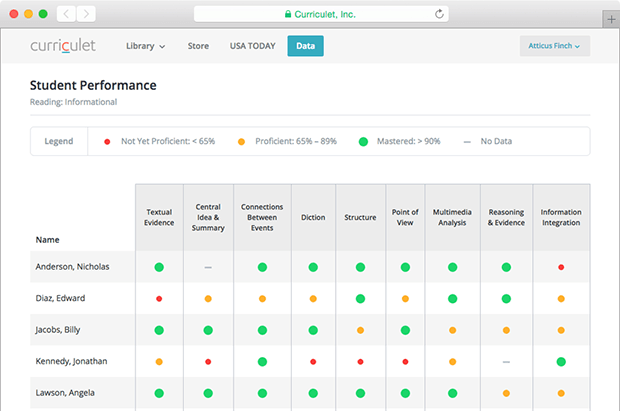 Curriculet, Inc.
curriculet Library Store USA TODAY Data Atticus Finch
Student Performance
Reading: Informational
Legend Not Yet Proficient: < 65% Proficient: 65% – 89% Mastered: > 90% — No Data
Name
Textual
Evidence
Central
Idea &
Summary
Connections
Between
Events
Diction
Structure
Point of
View
Multimedia
Analysis
Reasoning
& Evidence
Information
Integration
Anderson, Nicholas —
Diaz, Edward
Jacobs, Billy
Kennedy, Jonathan —
Lawson, Angela